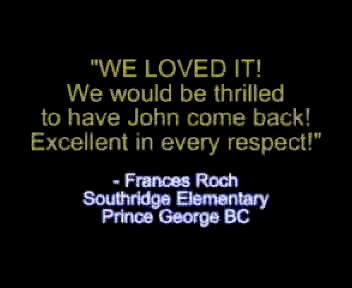 "WE LOVED IT!
We would be thrilled
to have John come back!
Excellent in every respect!"
- Frances Roch
Southridge Elementary
Prince George BC